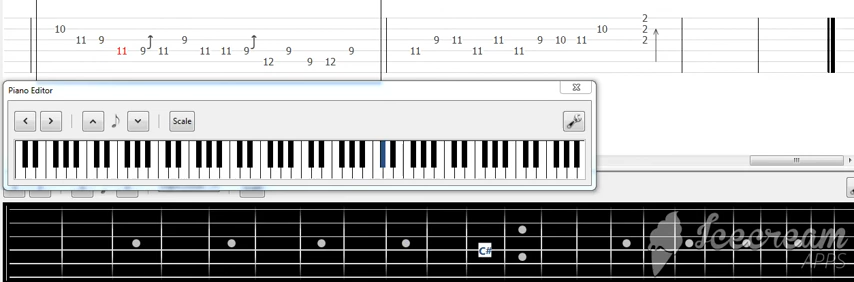 2
10 10 2
11 9 9 9 11 11 9 10 11 2
11 9 11 11 11 9 9 9 11 11 11
12 9 12
Piano Editor
Scale
C#
Icecream
APPS